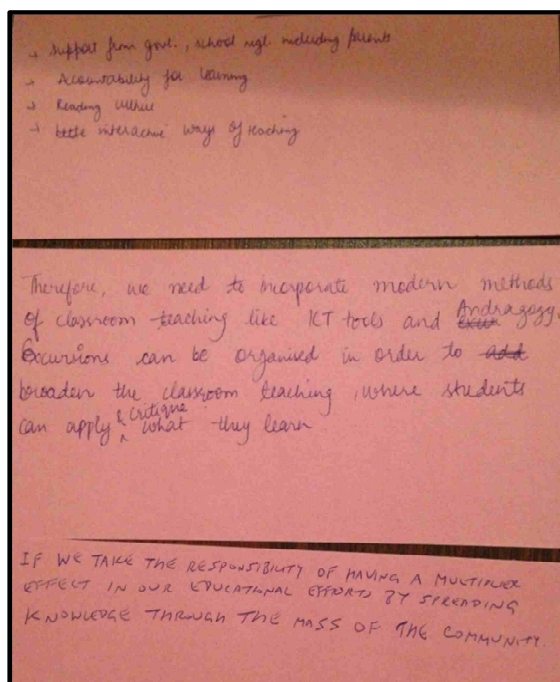 → Support from govt., school mgt. including parents
→ Accountability for learning
→ Reading culture
→ interactive ways of teaching
Therefore, we need to incorporate modern methods
of classroom teaching like ICT tools and Andragogy.
Excursions can be organised in order to add
broaden the classroom teaching, where students
can apply & critique what they learn
IF WE TAKE THE RESPONSIBILITY OF HAVING A MULTIPLIER
EFFECT IN OUR EDUCATIONAL EFFORTS BY SPREADING
KNOWLEDGE THROUGH THE MASS OF THE COMMUNITY.